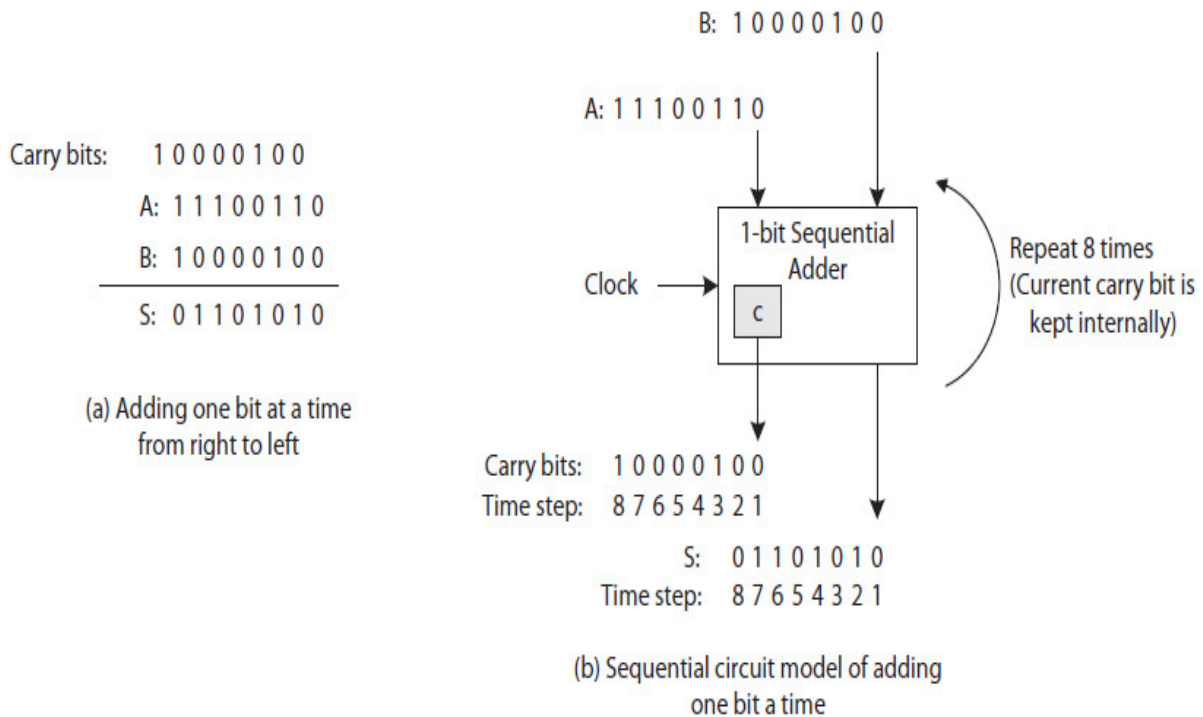 Carry bits: 1 0 0 0 0 1 0 0
A: 1 1 1 0 0 1 1 0
B: 1 0 0 0 0 1 0 0
S: 0 1 1 0 1 0 1 0
(a) Adding one bit at a time
from right to left
B: 1 0 0 0 0 1 0 0
A: 1 1 1 0 0 1 1 0
1-bit Sequential
Adder
Clock
c
Repeat 8 times
(Current carry bit is
kept internally)
Carry bits: 1 0 0 0 0 1 0 0
Time step: 8 7 6 5 4 3 2 1
S: 0 1 1 0 1 0 1 0
Time step: 8 7 6 5 4 3 2 1
(b) Sequential circuit model of adding
one bit a time